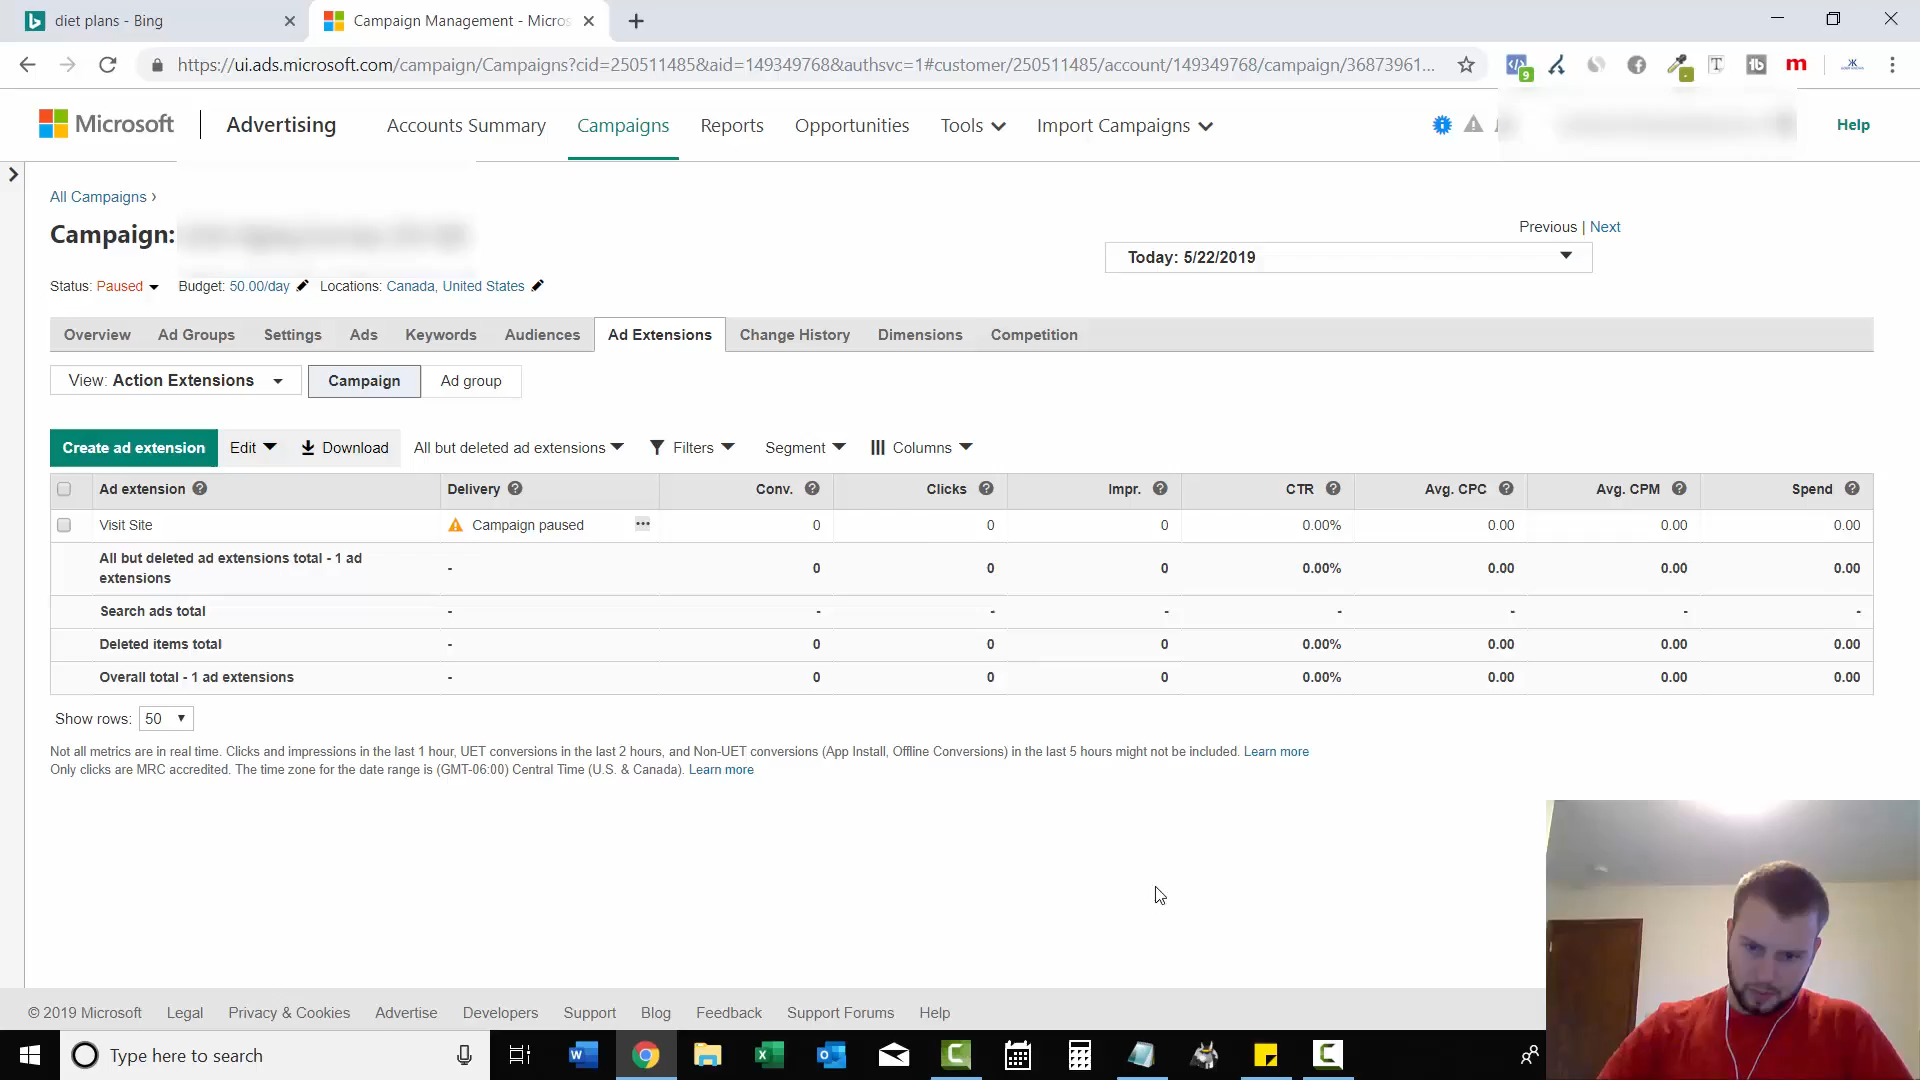 diet plans - Bing
Campaign Management - Micros
https://ui.ads.microsoft.com/campaign/Campaigns?cid=250511485&aid=149349768&authsvc=1#customer/250511485/account/149349768/campaign/36873961...
Microsoft Advertising Accounts Summary Campaigns Reports Opportunities Tools Import Campaigns Help
All Campaigns ›
Campaign:
Previous | Next
Today: 5/22/2019
Status: Paused Budget: 50.00/day Locations: Canada, United States
Overview Ad Groups Settings Ads Keywords Audiences Ad Extensions Change History Dimensions Competition
View: Action Extensions Campaign Ad group
Create ad extension Edit Download All but deleted ad extensions Filters Segment Columns
Ad extension Delivery Conv. Clicks Impr. CTR Avg. CPC Avg. CPM Spend
Visit Site Campaign paused ... 0 0 0 0.00% 0.00 0.00 0.00
All but deleted ad extensions total - 1 ad
extensions - 0 0 0 0.00% 0.00 0.00 0.00
Search ads total - - - - - - - -
Deleted items total - 0 0 0 0.00% 0.00 0.00 0.00
Overall total - 1 ad extensions - 0 0 0 0.00% 0.00 0.00 0.00
Show rows: 50
Not all metrics are in real time. Clicks and impressions in the last 1 hour, UET conversions in the last 2 hours, and Non-UET conversions (App Install, Offline Conversions) in the last 5 hours might not be included. Learn more
Only clicks are MRC accredited. The time zone for the date range is (GMT-06:00) Central Time (U.S. & Canada). Learn more
© 2019 Microsoft Legal Privacy & Cookies Advertise Developers Support Blog Feedback Support Forums Help
Type here to search